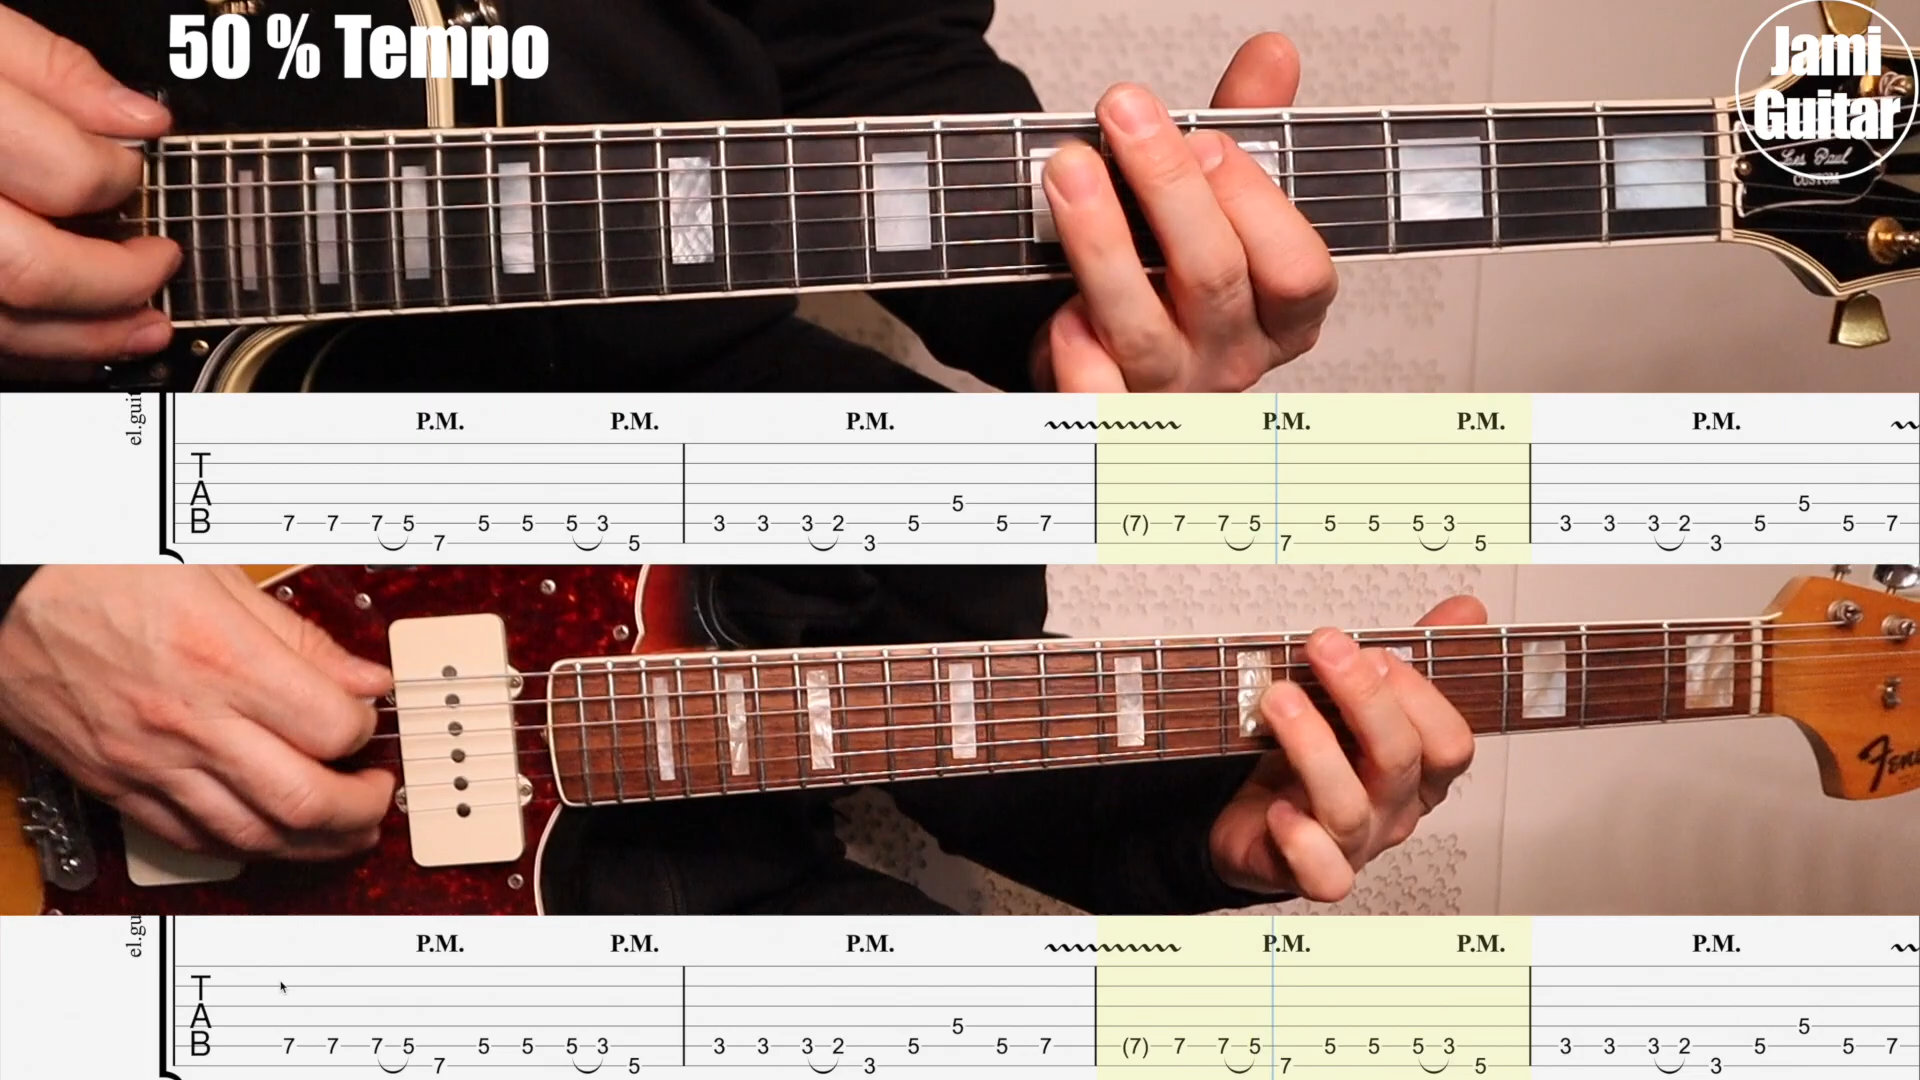 50 % Tempo
Jami
Guitar
Les Paul
CUSTOM
el.gui
P.M. P.M. P.M. P.M. P.M. P.M.
T
A 5 5
B 7 7 7 5 5 5 5 3 3 3 3 2 5 5 7 (7) 7 7 5 5 5 5 3 3 3 3 2 5 5 7
7 5 3 7 5 3
Fen
el.gu
P.M. P.M. P.M. P.M. P.M. P.M.
T
A 5 5
B 7 7 7 5 5 5 5 3 3 3 3 2 5 5 7 (7) 7 7 5 5 5 5 3 3 3 3 2 5 5 7
7 5 3 7 5 3